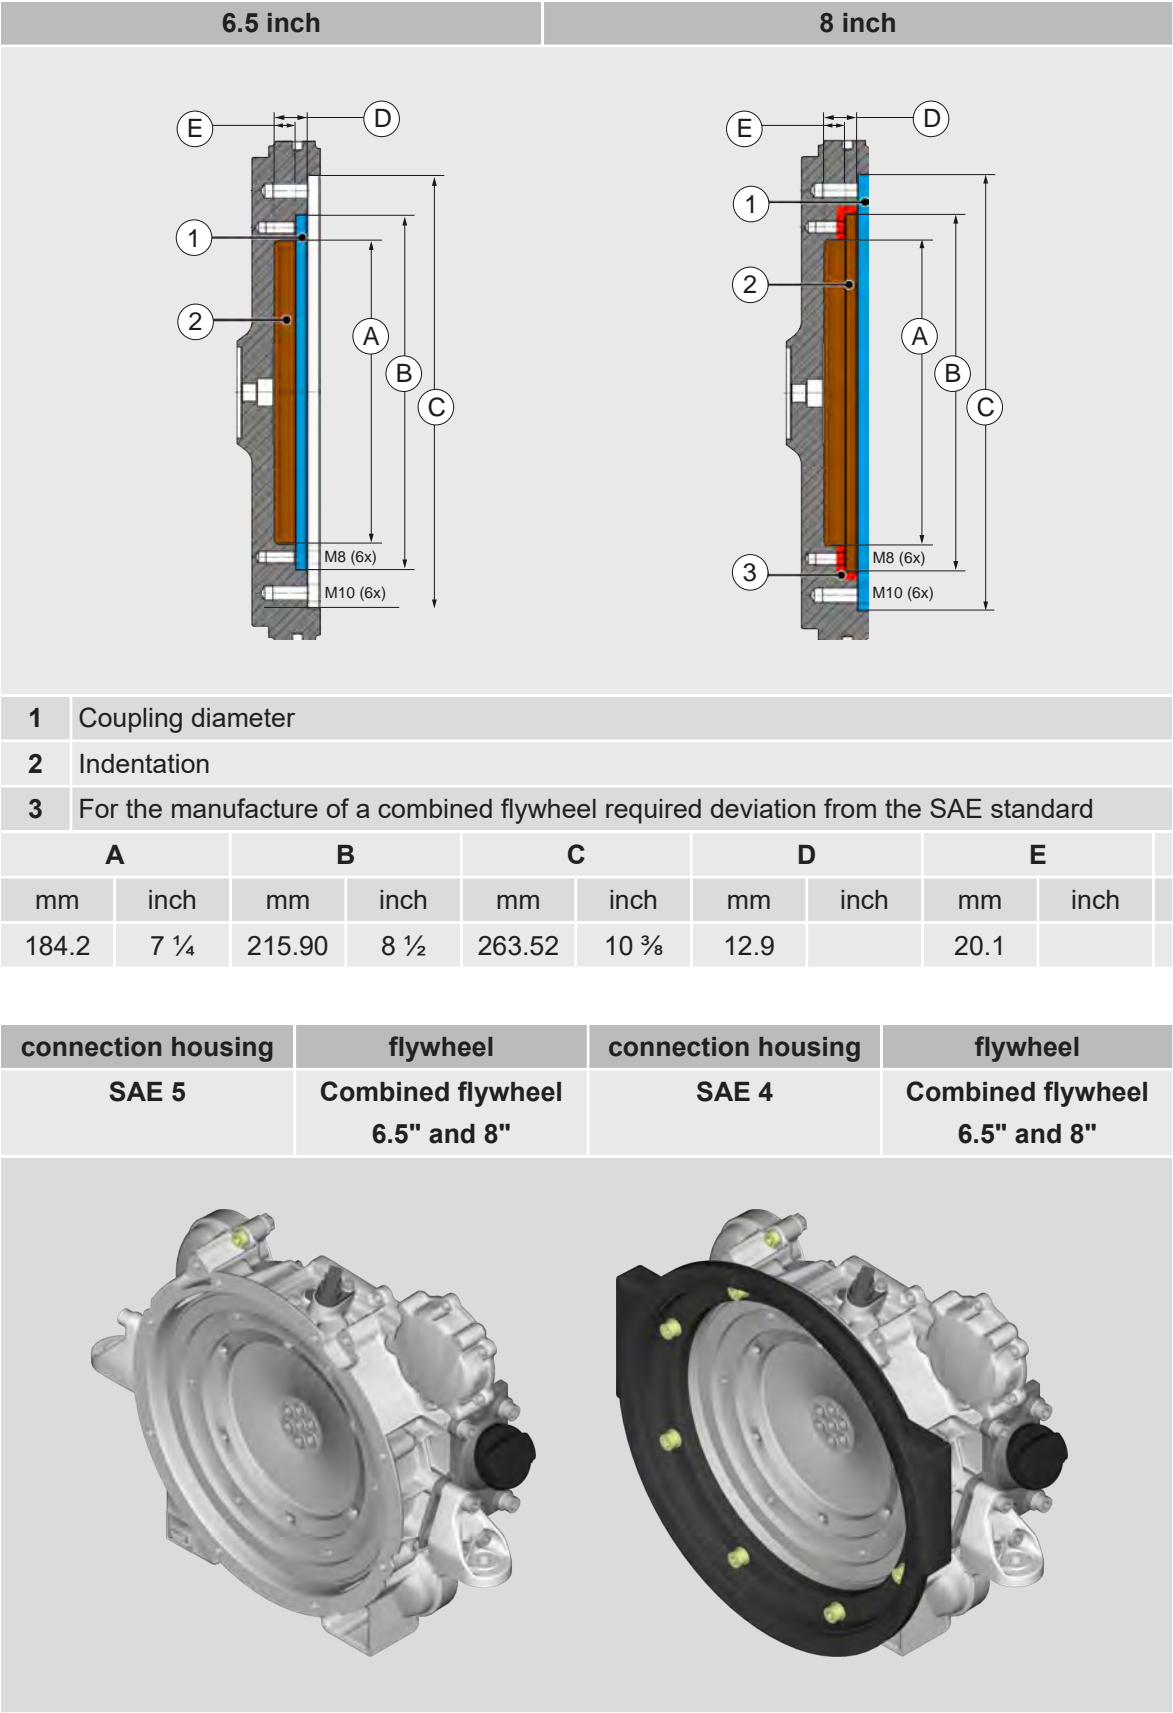 6.5 inch 8 inch
E D E D
1 1
2 2
A A
B B
C C
M8 (6x) M8 (6x)
3
M10 (6x) M10 (6x)
1 Coupling diameter
2 Indentation
3 For the manufacture of a combined flywheel required deviation from the SAE standard
A B C D E
mm inch mm inch mm inch mm inch mm inch
184.2 7 ¼ 215.90 8 ½ 263.52 10 ⅜ 12.9 20.1
connection housing flywheel connection housing flywheel
SAE 5 Combined flywheel SAE 4 Combined flywheel
6.5" and 8" 6.5" and 8"